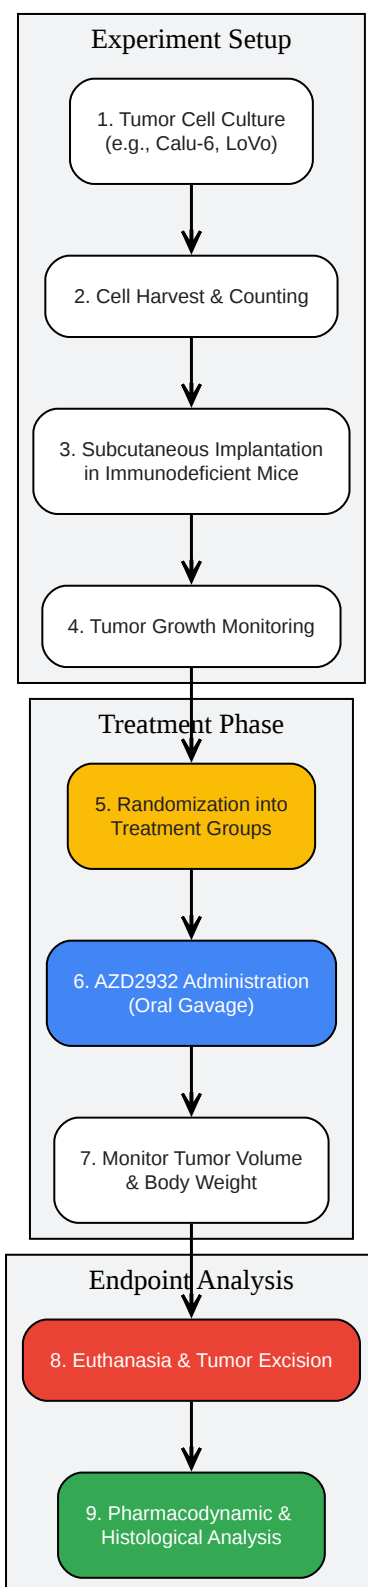 Experiment Setup
1. Tumor Cell Culture
(e.g., Calu-6, LoVo)
2. Cell Harvest & Counting
3. Subcutaneous Implantation
in Immunodeficient Mice
4. Tumor Growth Monitoring
Treatment Phase
5. Randomization into
Treatment Groups
6. AZD2932 Administration
(Oral Gavage)
7. Monitor Tumor Volume
& Body Weight
Endpoint Analysis
8. Euthanasia & Tumor Excision
9. Pharmacodynamic &
Histological Analysis